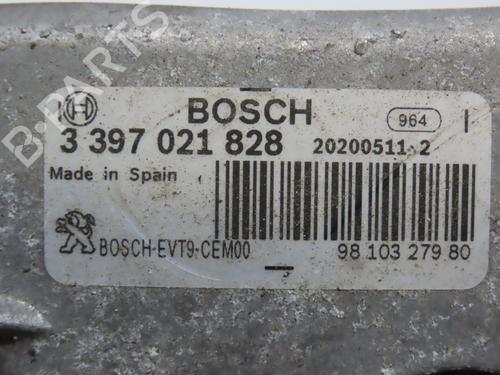 B-PARTS
BOSCH
964
3 397 021 828
20200511-2
Made in Spain
BOSCH-EVT9-CEM00
98 103 279 80